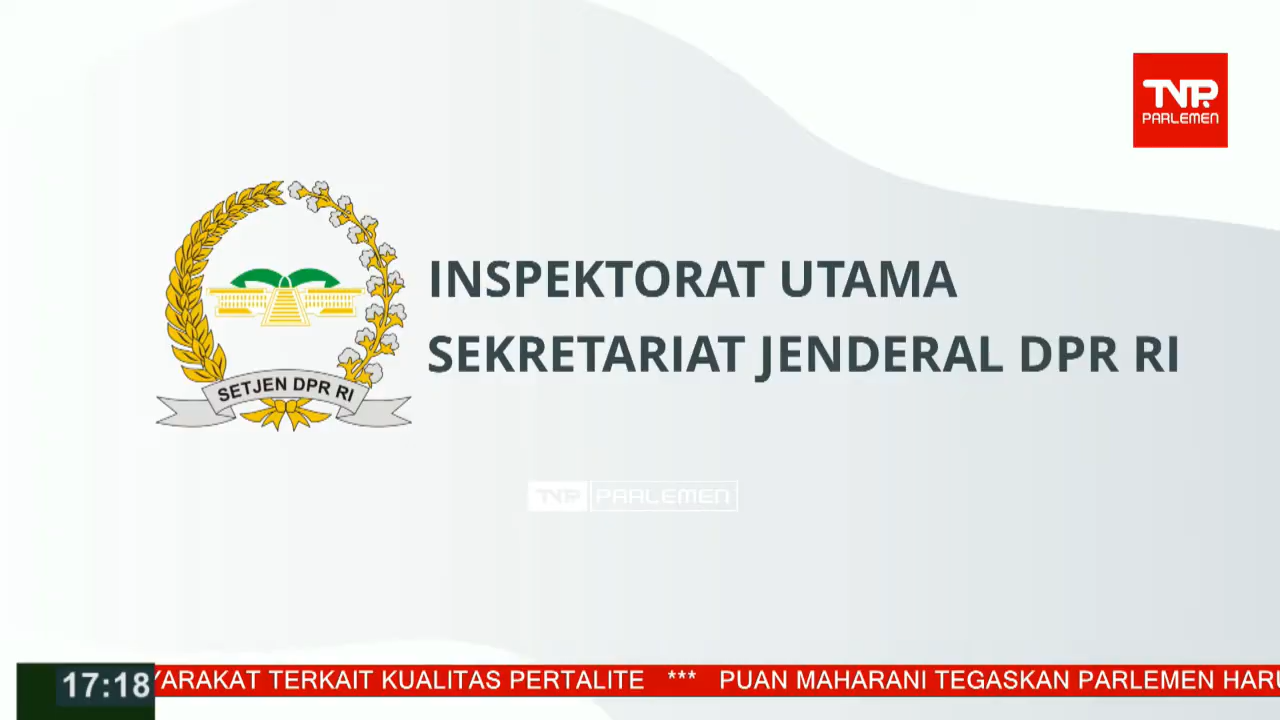 TVR
PARLEMEN
INSPEKTORAT UTAMA
SEKRETARIAT JENDERAL DPR RI
SETJEN DPR RI
TVR PARLEMEN
17:18
YARAKAT TERKAIT KUALITAS PERTALITE *** PUAN MAHARANI TEGASKAN PARLEMEN HARU